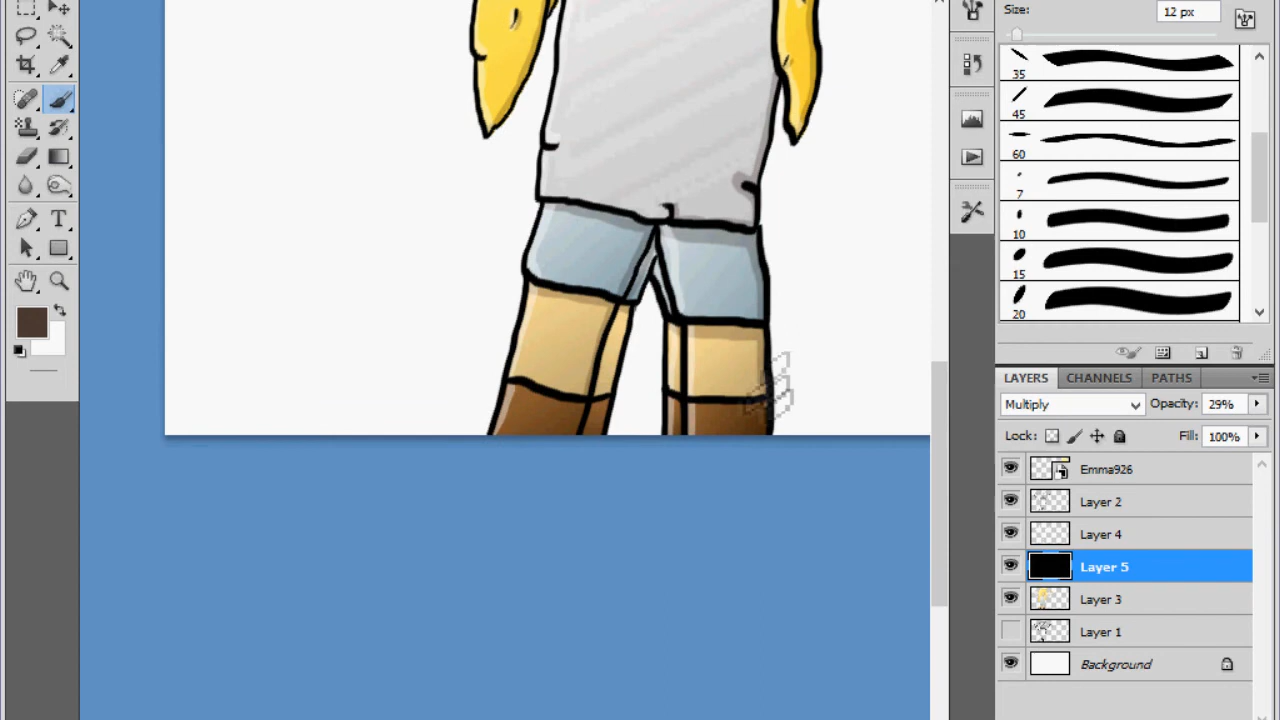 Size: 12 px
35
45
60
7
10
15
20
LAYERS CHANNELS PATHS
Multiply Opacity: 29%
Lock: Fill: 100%
Emma926
Layer 2
Layer 4
Layer 5
Layer 3
Layer 1
Background
T